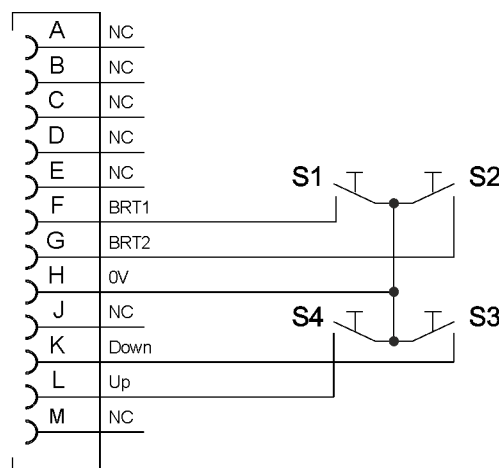 A NC
B NC
C NC
D NC
E NC
S1 S2
F BRT1
G BRT2
H 0V
J NC
S4 S3
K Down
L Up
M NC